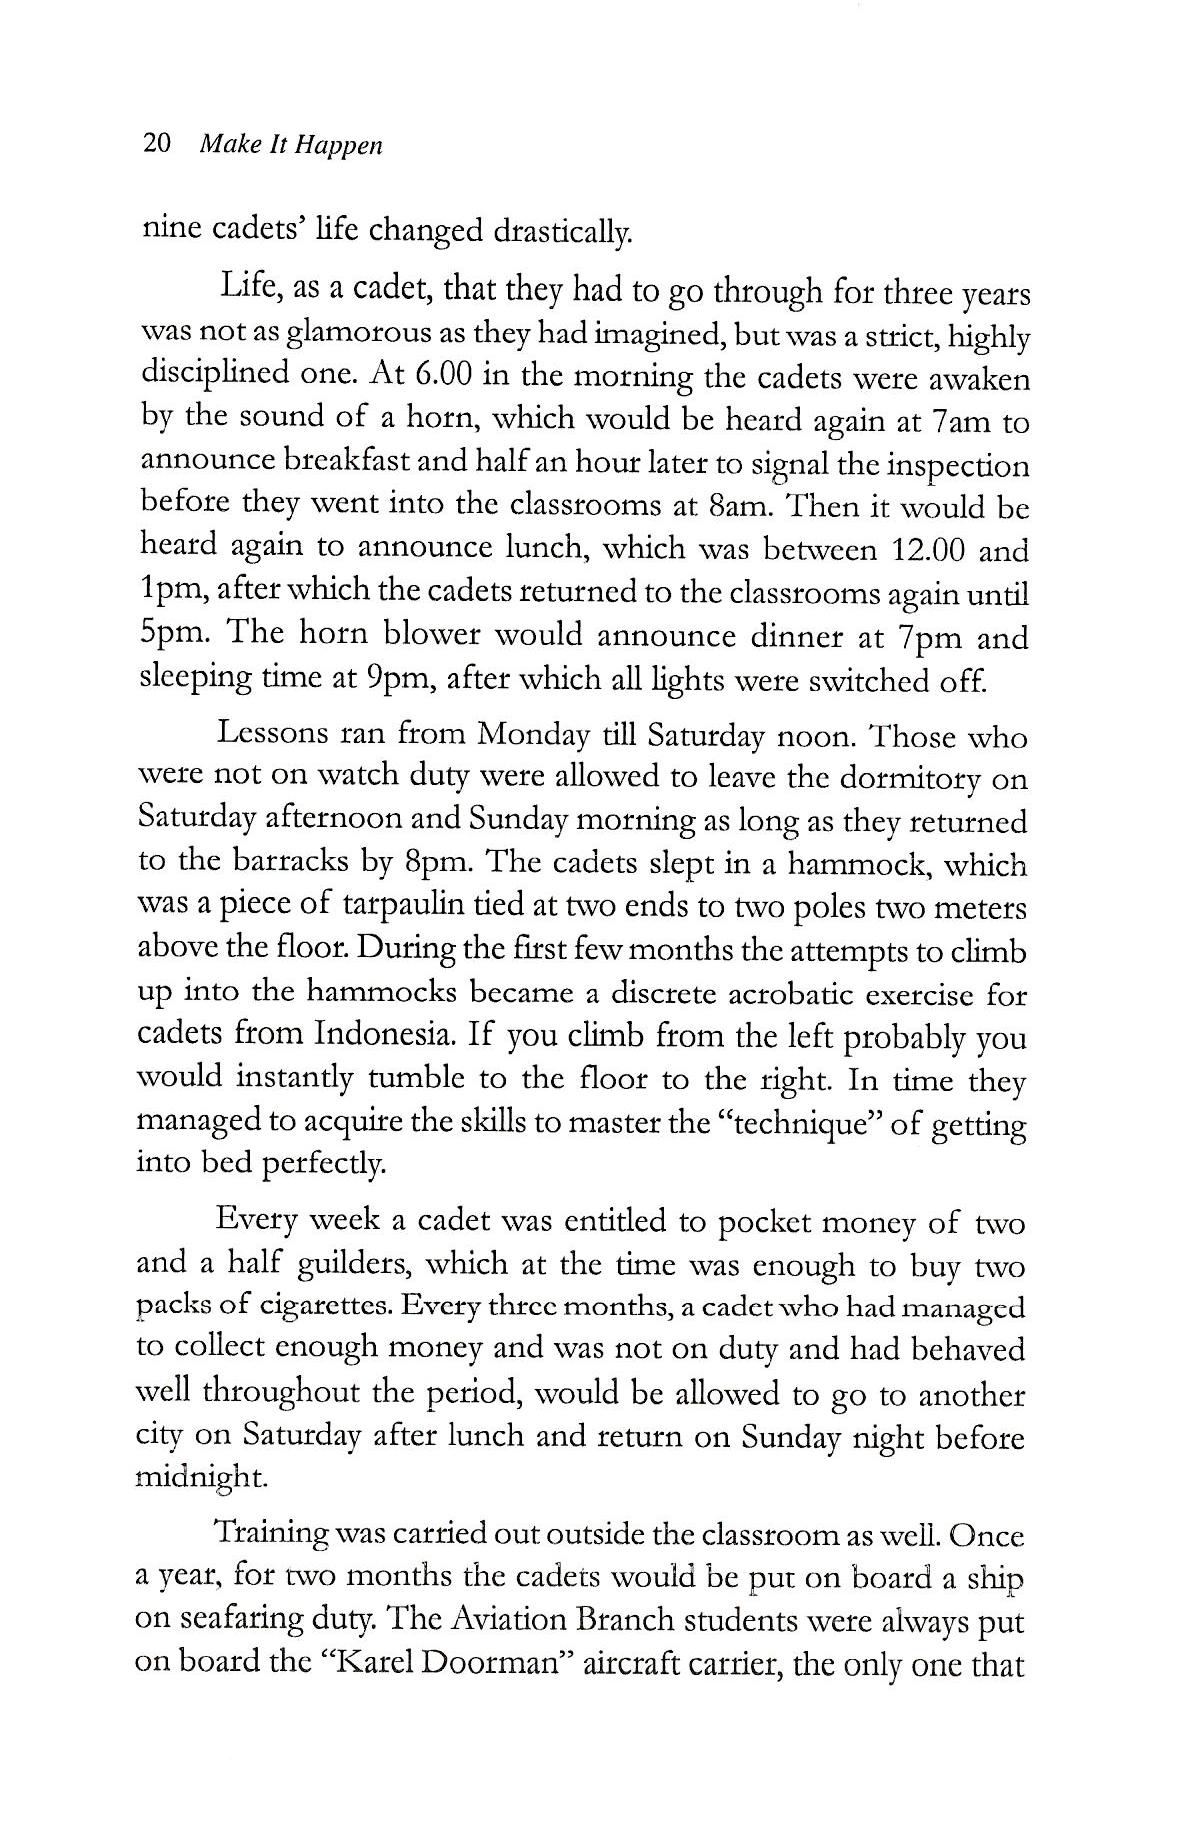 20 Make It Happen
nine cadets’ life changed drastically.
Life, as a cadet, that they had to go through for three years
was not as glamorous as they had imagined, but was a strict, highly
disciplined one. At 6.00 in the morning the cadets were awaken
by the sound of a horn, which would be heard again at 7am to
announce breakfast and half an hour later to signal the inspection
before they went into the classrooms at 8am. Then it would be
heard again to announce lunch, which was between 12.00 and
1pm, after which the cadets returned to the classrooms again until
5pm. The horn blower would announce dinner at 7pm and
sleeping time at 9pm, after which all lights were switched off.
Lessons ran from Monday till Saturday noon. Those who
were not on watch duty were allowed to leave the dormitory on
Saturday afternoon and Sunday morning as long as they returned
to the barracks by 8pm. The cadets slept in a hammock, which
was a piece of tarpaulin tied at two ends to two poles two meters
above the floor. During the first few months the attempts to climb
up into the hammocks became a discrete acrobatic exercise for
cadets from Indonesia. If you climb from the left probably you
would instantly tumble to the floor to the right. In time they
managed to acquire the skills to master the “technique” of getting
into bed perfectly.
Every week a cadet was entitled to pocket money of two
and a half guilders, which at the time was enough to buy two
packs of cigarettes. Every three months, a cadet who had managed
to collect enough money and was not on duty and had behaved
well throughout the period, would be allowed to go to another
city on Saturday after lunch and return on Sunday night before
midnight.
Training was carried out outside the classroom as well. Once
a year, for two months the cadets would be put on board a ship
on seafaring duty. The Aviation Branch students were always put
on board the “Karel Doorman” aircraft carrier, the only one that